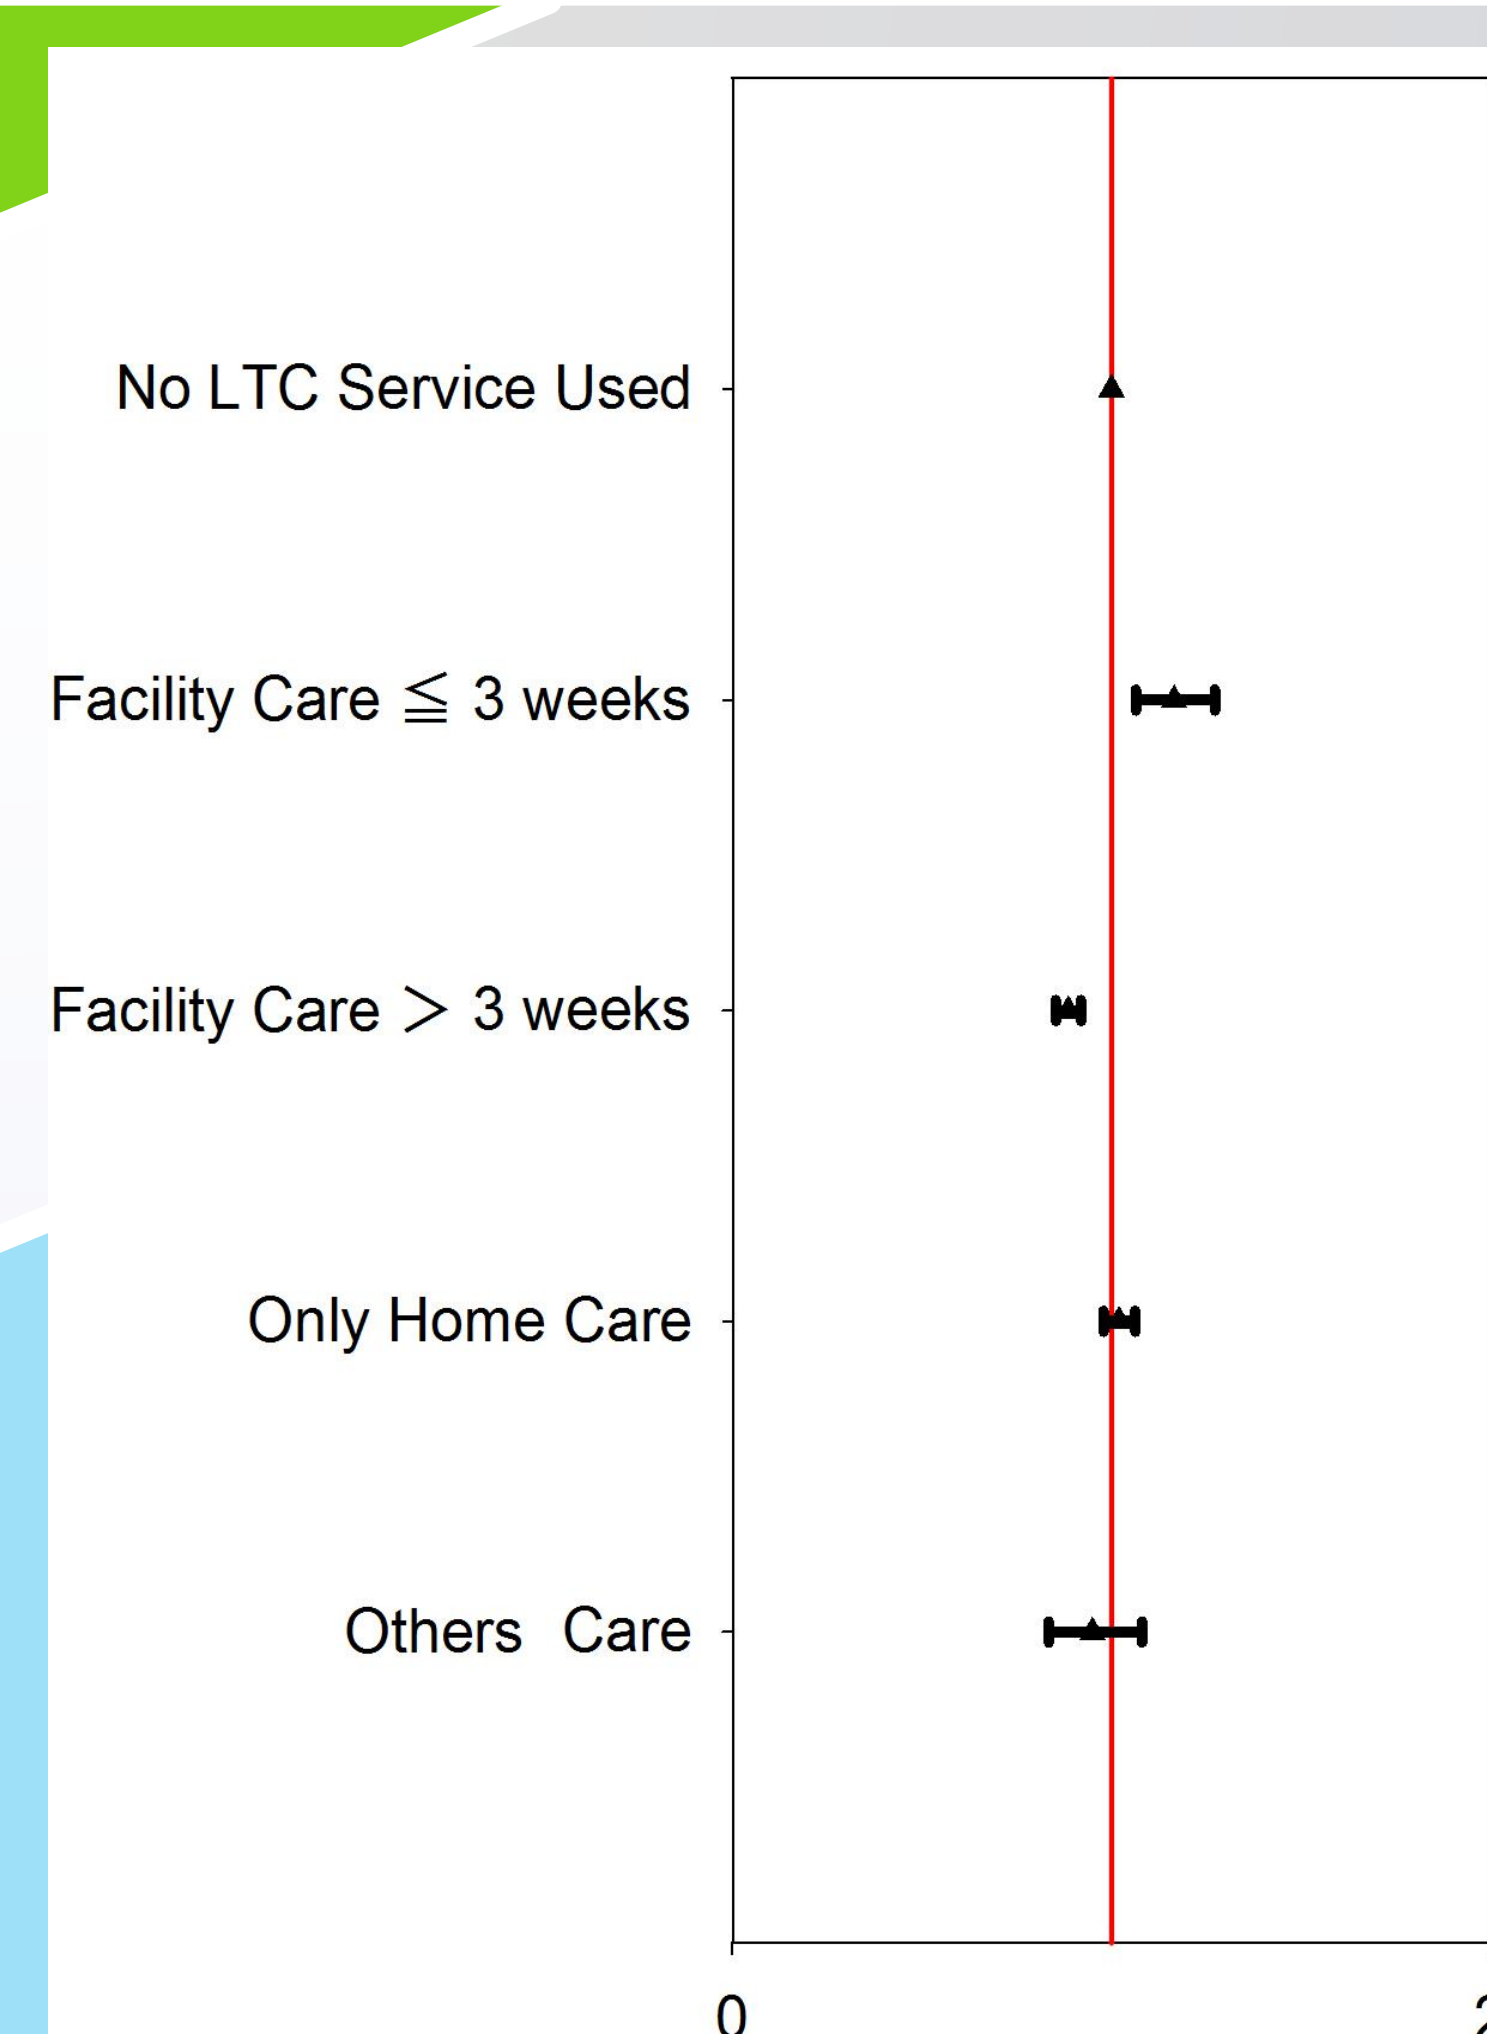 No LTC Service Used
Facility Care ≦ 3 weeks
Facility Care ＞ 3 weeks
Only Home Care
Others Care
0